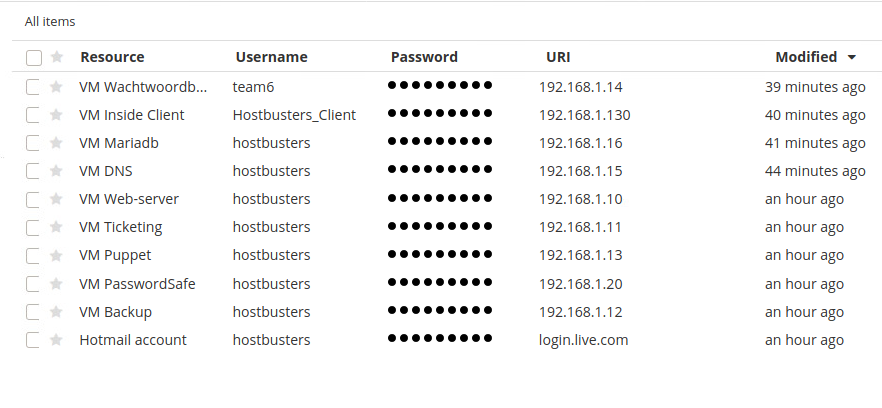 All items
Resource Username Password URI Modified
VM Wachtwoordb... team6 ●●●●●●●●● 192.168.1.14 39 minutes ago
VM Inside Client Hostbusters_Client ●●●●●●●●● 192.168.1.130 40 minutes ago
VM Mariadb hostbusters ●●●●●●●●● 192.168.1.16 41 minutes ago
VM DNS hostbusters ●●●●●●●●● 192.168.1.15 44 minutes ago
VM Web-server hostbusters ●●●●●●●●● 192.168.1.10 an hour ago
VM Ticketing hostbusters ●●●●●●●●● 192.168.1.11 an hour ago
VM Puppet hostbusters ●●●●●●●●● 192.168.1.13 an hour ago
VM PasswordSafe hostbusters ●●●●●●●●● 192.168.1.20 an hour ago
VM Backup hostbusters ●●●●●●●●● 192.168.1.12 an hour ago
Hotmail account hostbusters ●●●●●●●●● login.live.com an hour ago